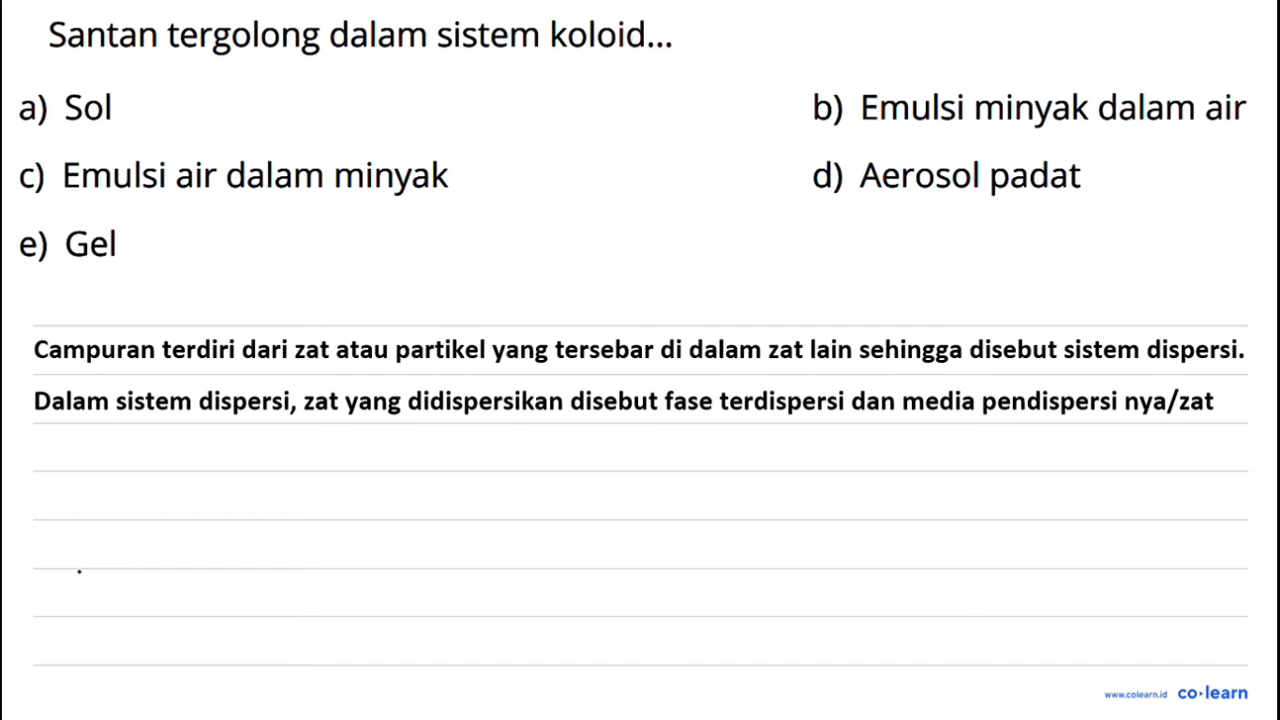 Santan tergolong dalam sistem koloid...
a) Sol
b) Emulsi minyak dalam air
c) Emulsi air dalam minyak
d) Aerosol padat
e) Gel
Campuran terdiri dari zat atau partikel yang tersebar di dalam zat lain sehingga disebut sistem dispersi.
Dalam sistem dispersi, zat yang didispersikan disebut fase terdispersi dan media pendispersi nya/zat
www.colearn.id co·learn